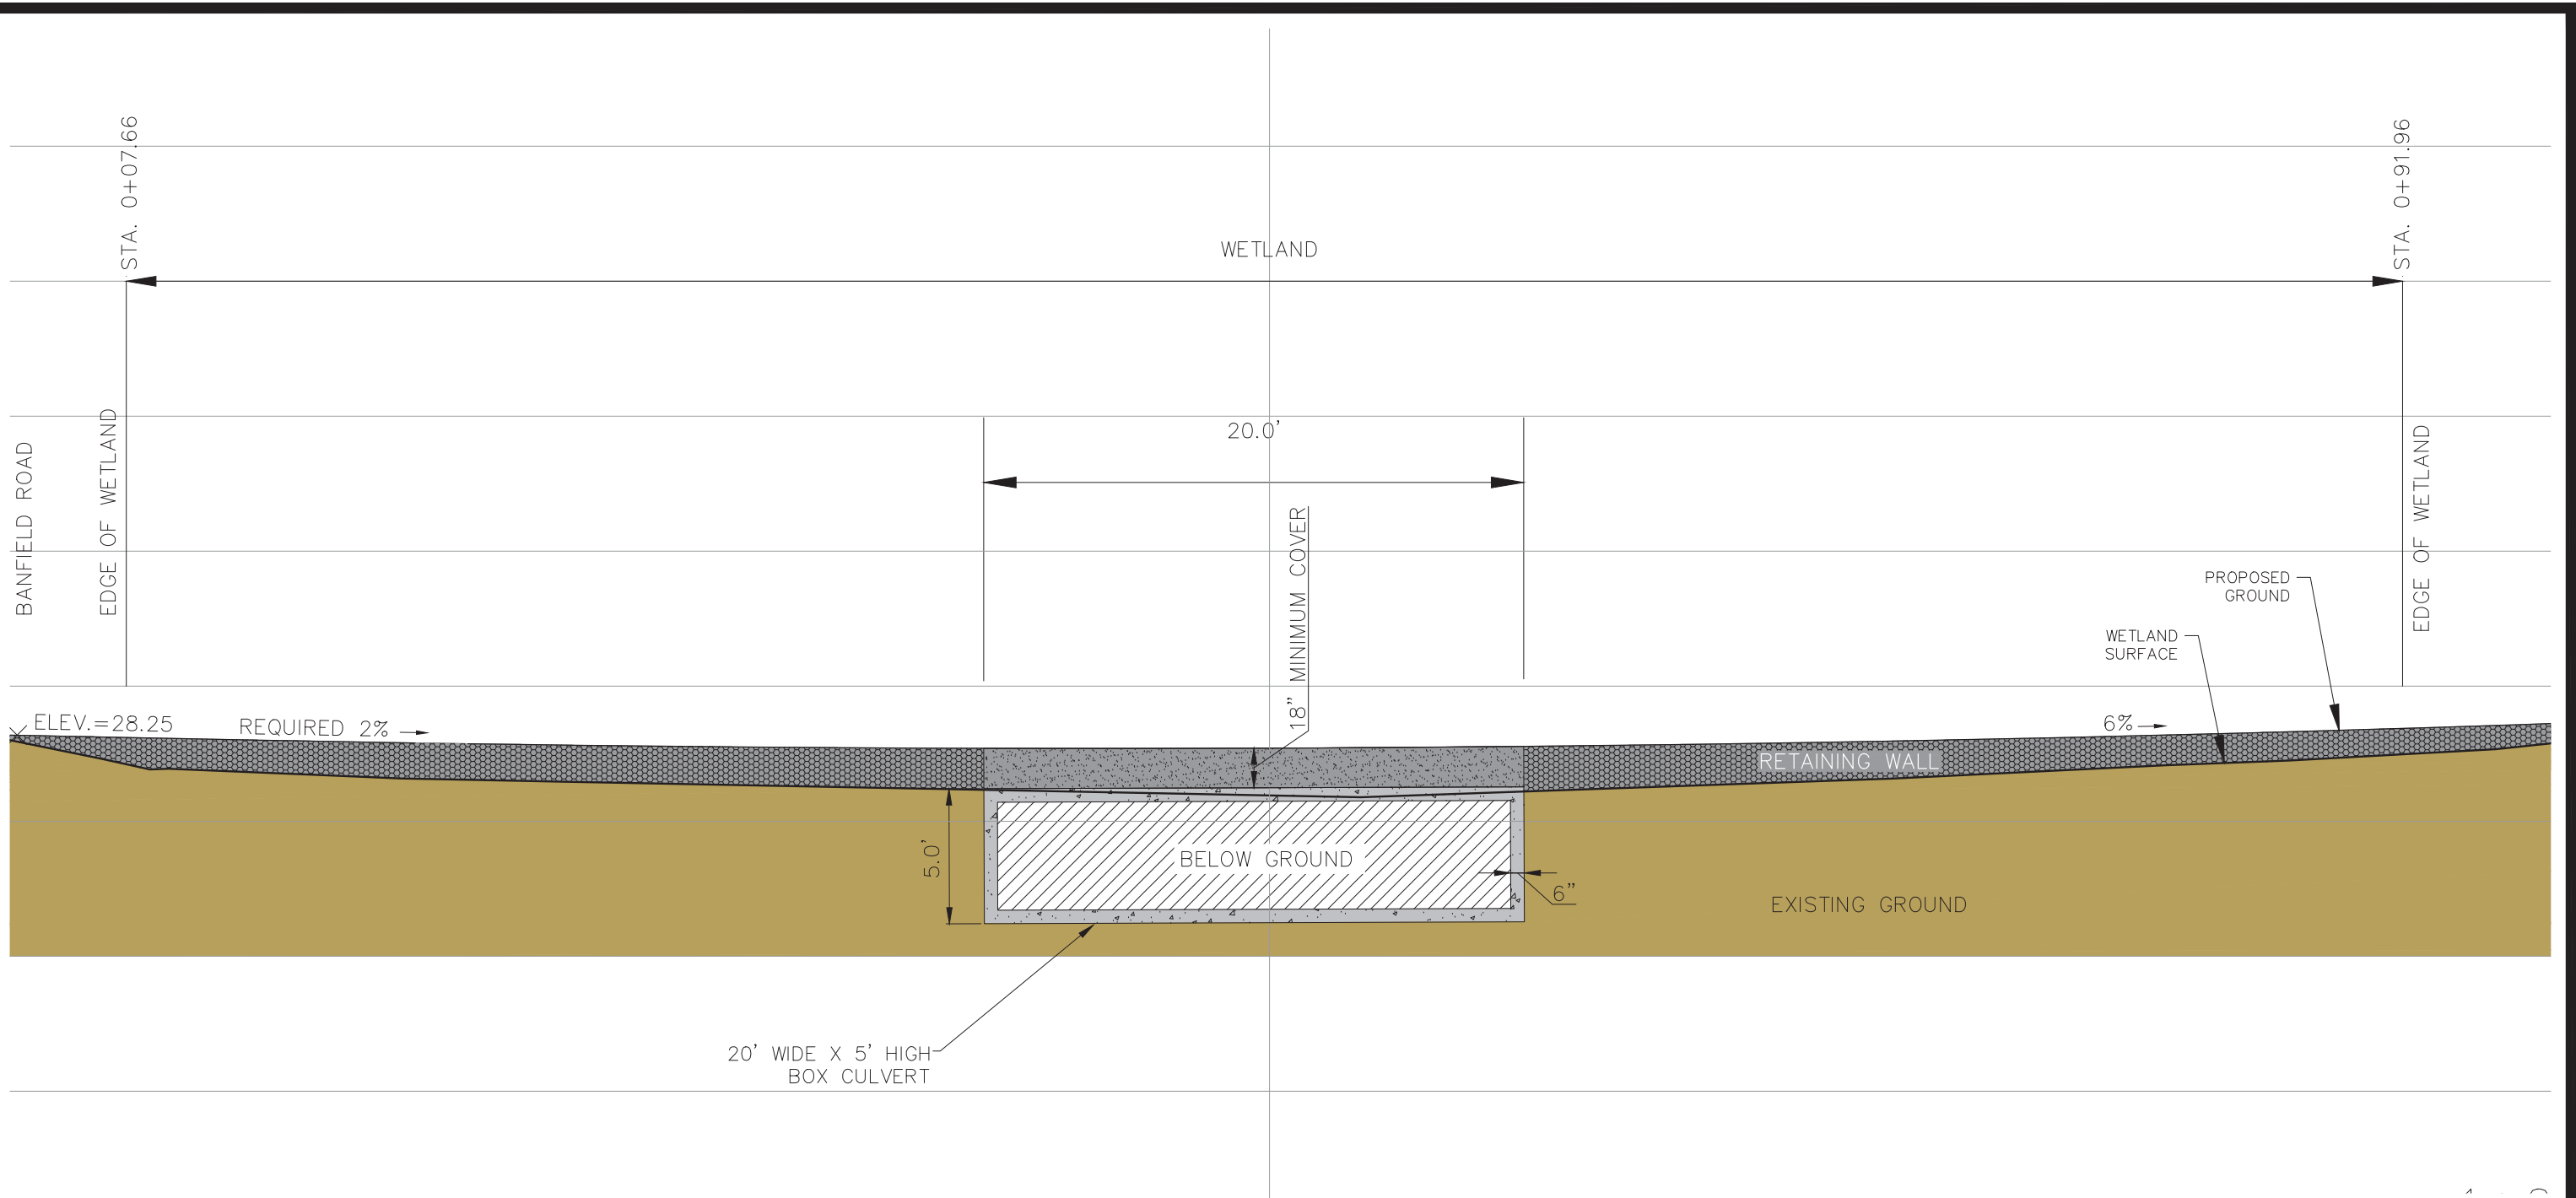 STA. 0+07.66
STA. 0+91.96
WETLAND
BANFIELD ROAD
EDGE OF WETLAND
20.0'
18" MINIMUM COVER
EDGE OF WETLAND
PROPOSED
GROUND
WETLAND
SURFACE
ELEV.=28.25
REQUIRED 2%
6%
RETAINING WALL
5.0'
BELOW GROUND
6"
EXISTING GROUND
20' WIDE X 5' HIGH
BOX CULVERT